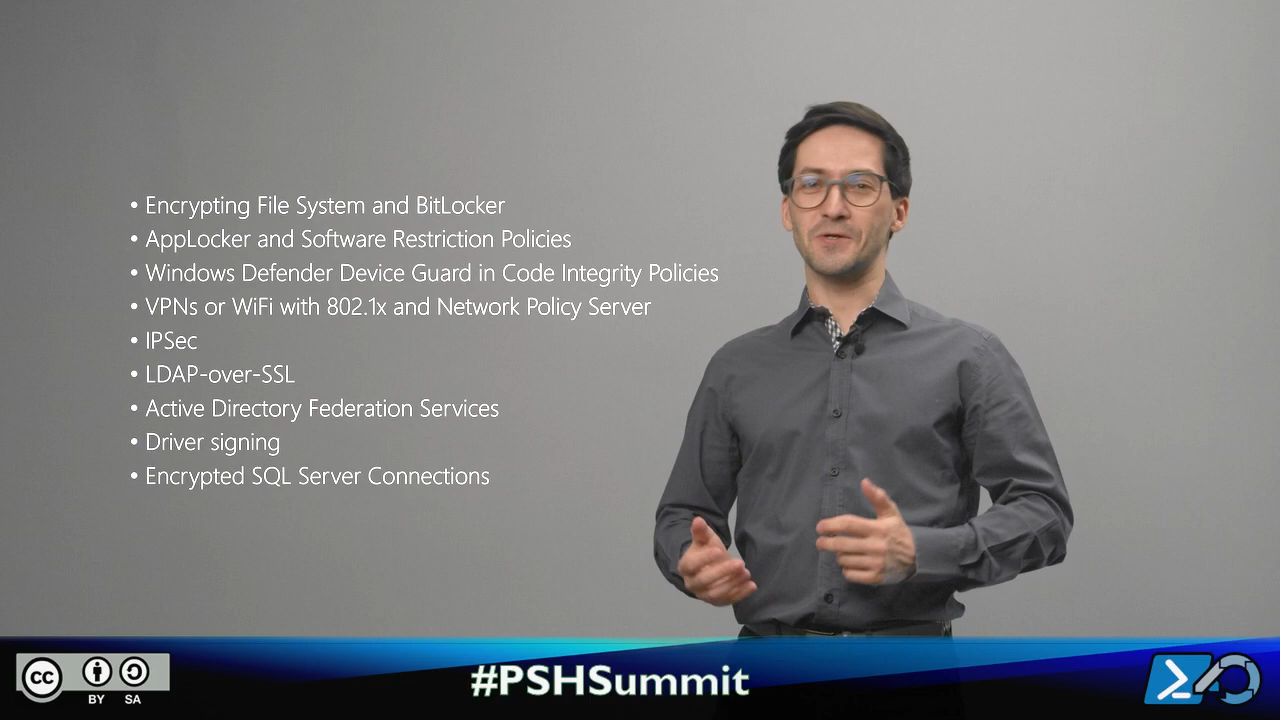 • Encrypting File System and BitLocker
• AppLocker and Software Restriction Policies
• Windows Defender Device Guard in Code Integrity Policies
• VPNs or WiFi with 802.1x and Network Policy Server
• IPSec
• LDAP-over-SSL
• Active Directory Federation Services
• Driver signing
• Encrypted SQL Server Connections
cc
BY SA
#PSHSummit